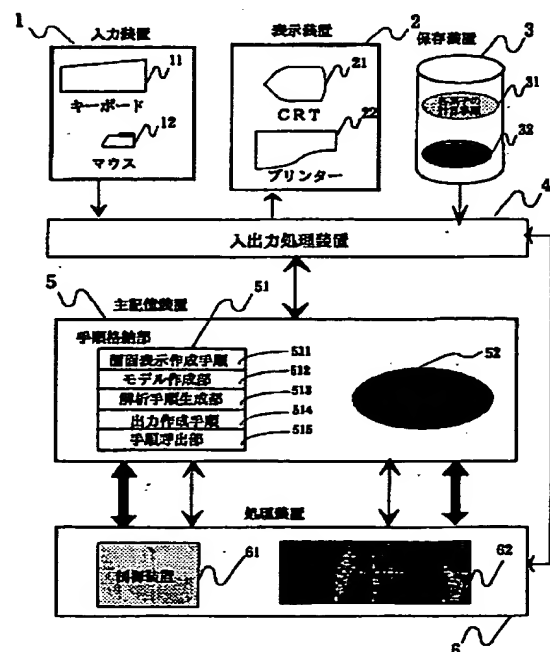 1
入力装置
11
キーボード
12
マウス
2
表示装置
21
CRT
22
プリンター
3
保存装置
31
32
4
入出力処理装置
5
主記憶装置
51
手順格納部
画面表示作成手順
511
モデル作成部
512
解析手順生成部
513
出力作成手順
514
手順呼出部
515
52
処理装置
制御装置
61
62
6